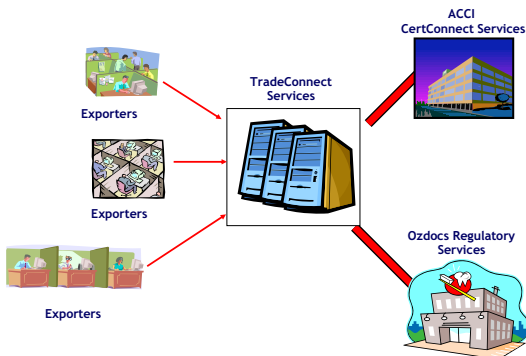 ACCI
CertConnect Services
TradeConnect
Services
Exporters
Exporters
Ozdocs Regulatory
Services
Exporters